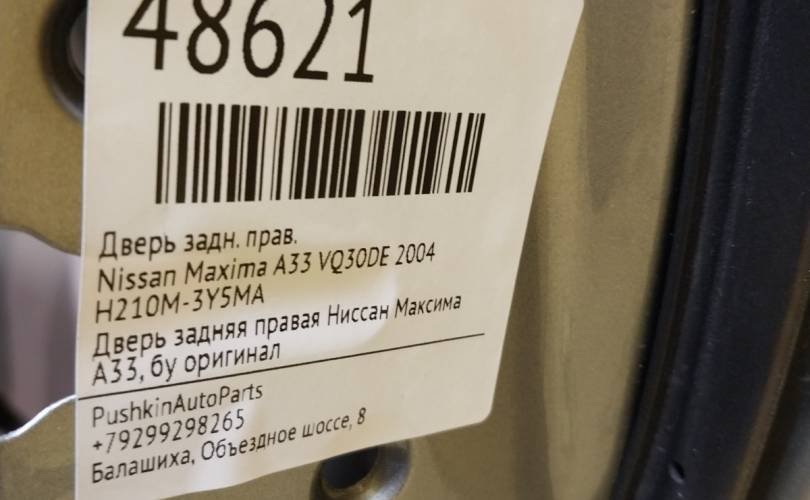 48621
Дверь задн. прав.
Nissan Maxima A33 VQ30DE 2004
H210M-3Y5MA
Дверь задняя правая Ниссан Максима
А33, бу оригинал
PushkinAutoParts
+79299298265
Балашиха, Объездное шоссе, 8